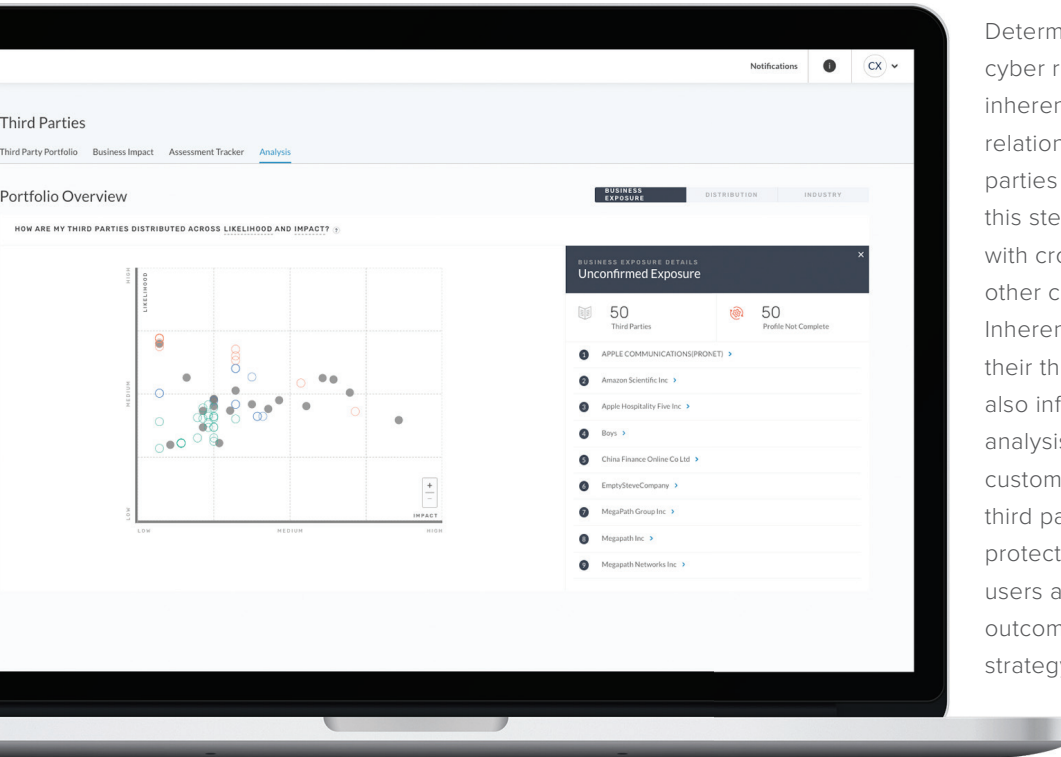 Notifications
CX
Third Parties
Third Party Portfolio Business Impact Assessment Tracker Analysis
Portfolio Overview
BUSINESS EXPOSURE DISTRIBUTION INDUSTRY
HOW ARE MY THIRD PARTIES DISTRIBUTED ACROSS LIKELIHOOD AND IMPACT? ?
HIGH
LIKELIHOOD
MEDIUM
LOW
+
−
IMPACT
LOW MEDIUM HIGH
BUSINESS EXPOSURE DETAILS
×
Unconfirmed Exposure
50 Third Parties
50 Profile Not Complete
1 APPLE COMMUNICATIONS(PRONET) >
2 Amazon Scientific Inc >
3 Apple Hospitality Five Inc >
4 Boys >
5 China Finance Online Co Ltd >
6 EmptySteveCompany >
7 MegaPath Group Inc >
8 Megapath Inc >
9 Megapath Networks Inc >
Determ
cyber r
inheren
relation
parties
this ste
with cro
other c
Inheren
their th
also inf
analysis
custom
third pa
protect
users a
outcom
strategy